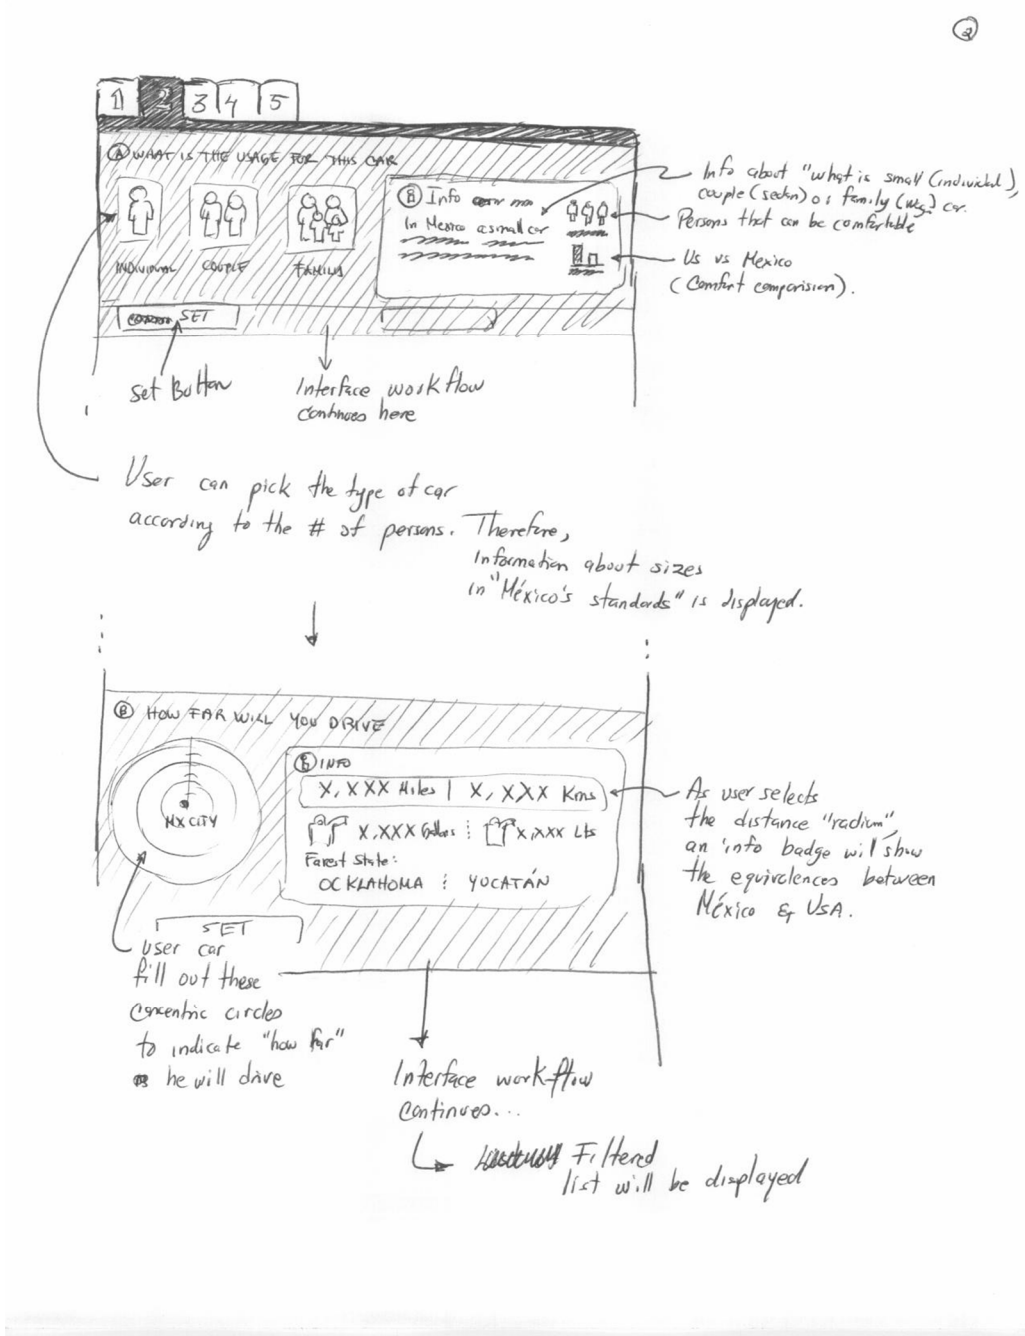 2
1 2 3 4 5
A WHAT IS THE USAGE FOR THIS CAR
INDIVIDUAL COUPLE FAMILIA
B Info
In Mexico a small car
SET
Info about "what is small (individual),
couple (sedan) or family (wg.) car.
Persons that can be comfortable
Us vs Mexico
(Comfort comparision).
set Button
Interface workflow
continues here
User can pick the type of car
according to the # of persons. Therefore,
information about sizes
in "México's standards" is displayed.
B HOW FAR WILL YOU DRIVE
MX CITY
B INFO
X,XXX Miles | X,XXX Kms
X,XXX Gallons X,XXX Lts
Farest State:
OCKLAHOMA YUCATÁN
SET
As user selects
the distance "radium",
an info badge will show
the equivalences between
México & USA.
User can
fill out these
concentric circles
to indicate "how far"
he will drive
Interface workflow
continues...
Filtered
list will be displayed